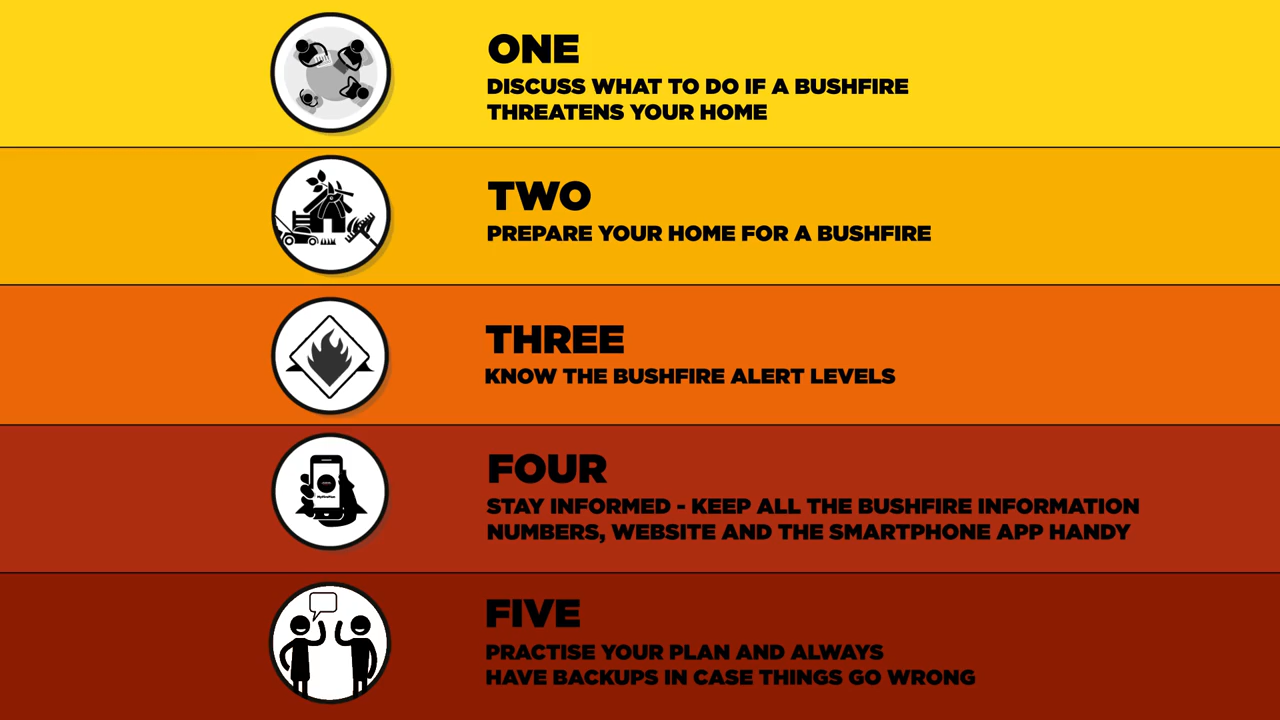 ONE
DISCUSS WHAT TO DO IF A BUSHFIRE
THREATENS YOUR HOME
TWO
PREPARE YOUR HOME FOR A BUSHFIRE
THREE
KNOW THE BUSHFIRE ALERT LEVELS
FOUR
STAY INFORMED - KEEP ALL THE BUSHFIRE INFORMATION
NUMBERS, WEBSITE AND THE SMARTPHONE APP HANDY
FIVE
PRACTISE YOUR PLAN AND ALWAYS
HAVE BACKUPS IN CASE THINGS GO WRONG